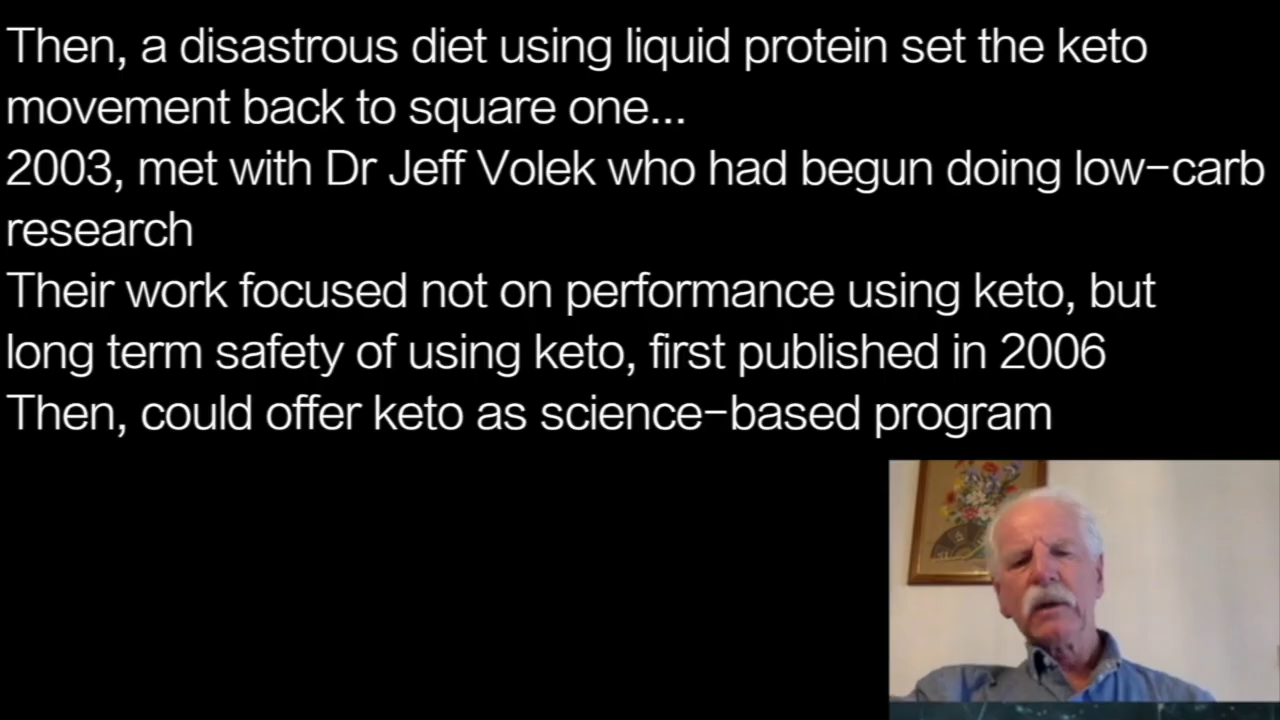 Then, a disastrous diet using liquid protein set the keto
movement back to square one...
2003, met with Dr Jeff Volek who had begun doing low-carb
research
Their work focused not on performance using keto, but
long term safety of using keto, first published in 2006
Then, could offer keto as science-based program